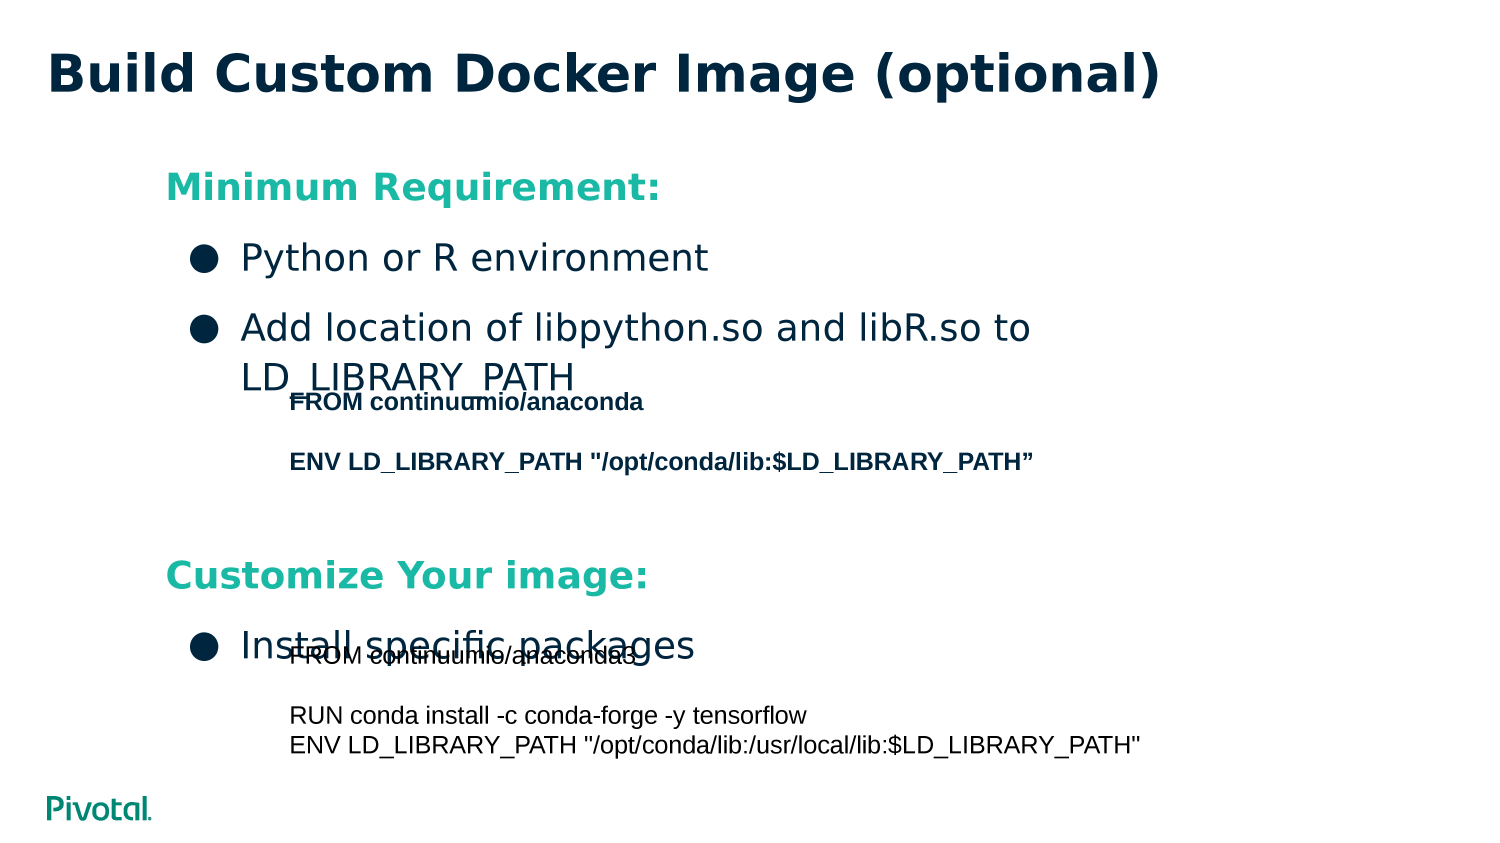 Build Custom Docker Image (optional)
Minimum Requirement:
● Python or R environment
● Add location of libpython.so and libR.so to
LD_LIBRARY_PATH
FROM continuumio/anaconda
ENV LD_LIBRARY_PATH "/opt/conda/lib:$LD_LIBRARY_PATH”
Customize Your image:
● Install specific packages
FROM continuumio/anaconda3
RUN conda install -c conda-forge -y tensorflow
ENV LD_LIBRARY_PATH "/opt/conda/lib:/usr/local/lib:$LD_LIBRARY_PATH"
Pivotal.